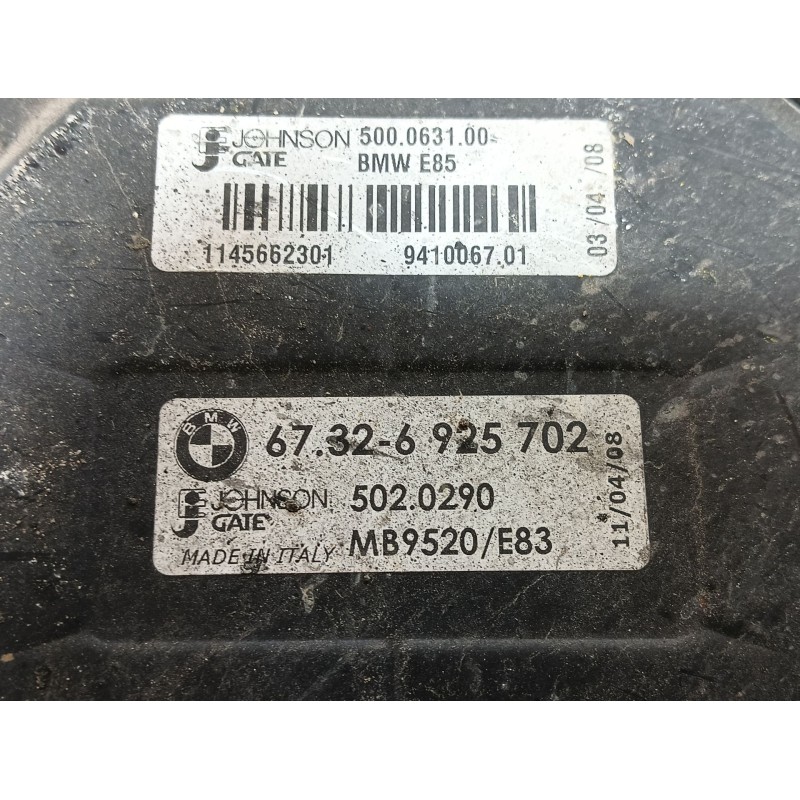 JOHNSON 500.0631.00
GATE BMW E85
1145662301 9410067.01
03/04 /08
BMW
67.32-6 925 702
JOHNSON 502.0290
GATE
MADE IN ITALY MB9520/E83
11/04/08